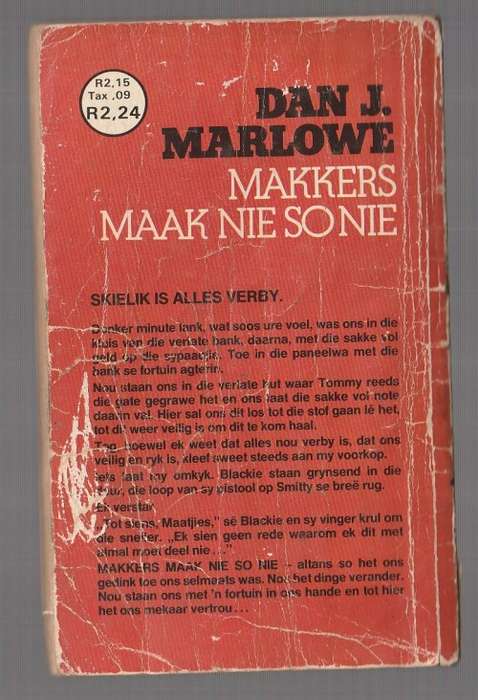 R2,15
Tax ,09
R2,24
DAN J.
MARLOWE
MAKKERS
MAAK NIE SO NIE
SKIELIK IS ALLES VERBY.
Donker minute lank, wat soos ure voel, was ons in die
kluis van die verlate bank, daarna, met die sakke vol
geld op die sypaadjie. Toe in die paneelwa met die
bank se fortuin agterin.
Nou staan ons in die verlate hut waar Tommy reeds
die gate gegrawe het en ons laat die sakke vol note
daarin val. Hier sal ons dit los tot die stof gaan lê het,
tot dit weer veilig is om dit te kom haal.
Tog, hoewel ek weet dat alles nou verby is, dat ons
veilig en ryk is, kleef sweet steeds aan my voorkop.
Iets laat my omkyk. Blackie staan grynsend in die
deur, die loop van sy pistool op Smitty se breë rug.
Ek verstar.
„Tot siens, Maatjies,” sê Blackie en sy vinger krul om
die sneller. „Ek sien geen rede waarom ek dit met
almal moet deel nie...”
MAKKERS MAAK NIE SO NIE – altans so het ons
gedink toe ons selmaats was. Nou het dinge verander.
Nou staan ons met 'n fortuin in ons hande en tot hier
het ons mekaar vertrou...